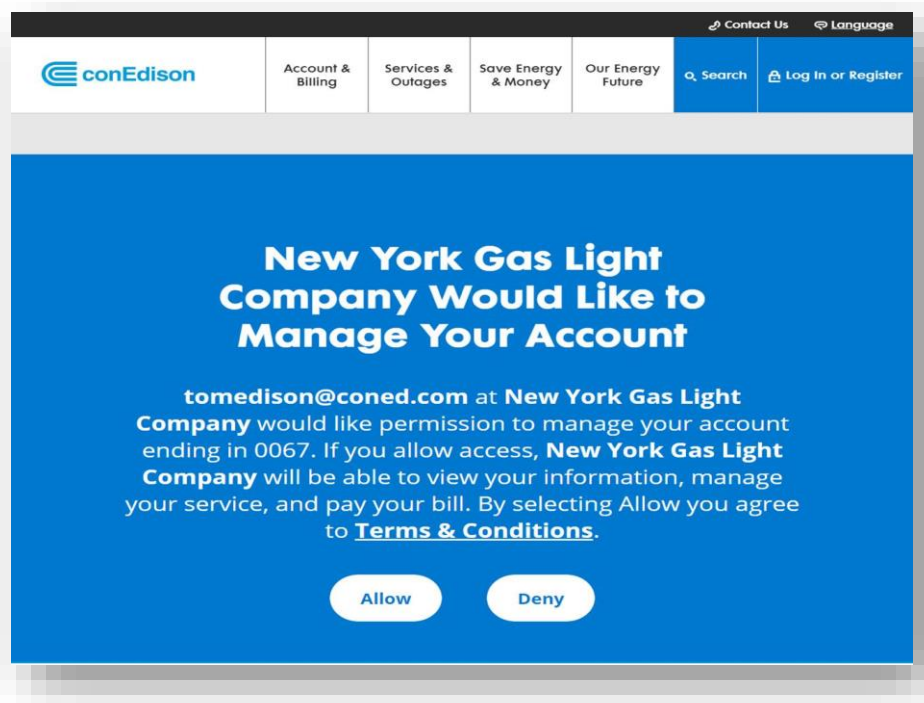 Contact Us Language
conEdison
Account & Billing
Services & Outages
Save Energy & Money
Our Energy Future
Search
Log In or Register
New York Gas Light
Company Would Like to
Manage Your Account
tomedison@coned.com at New York Gas Light
Company would like permission to manage your account
ending in 0067. If you allow access, New York Gas Light
Company will be able to view your information, manage
your service, and pay your bill. By selecting Allow you agree
to Terms & Conditions.
Allow Deny